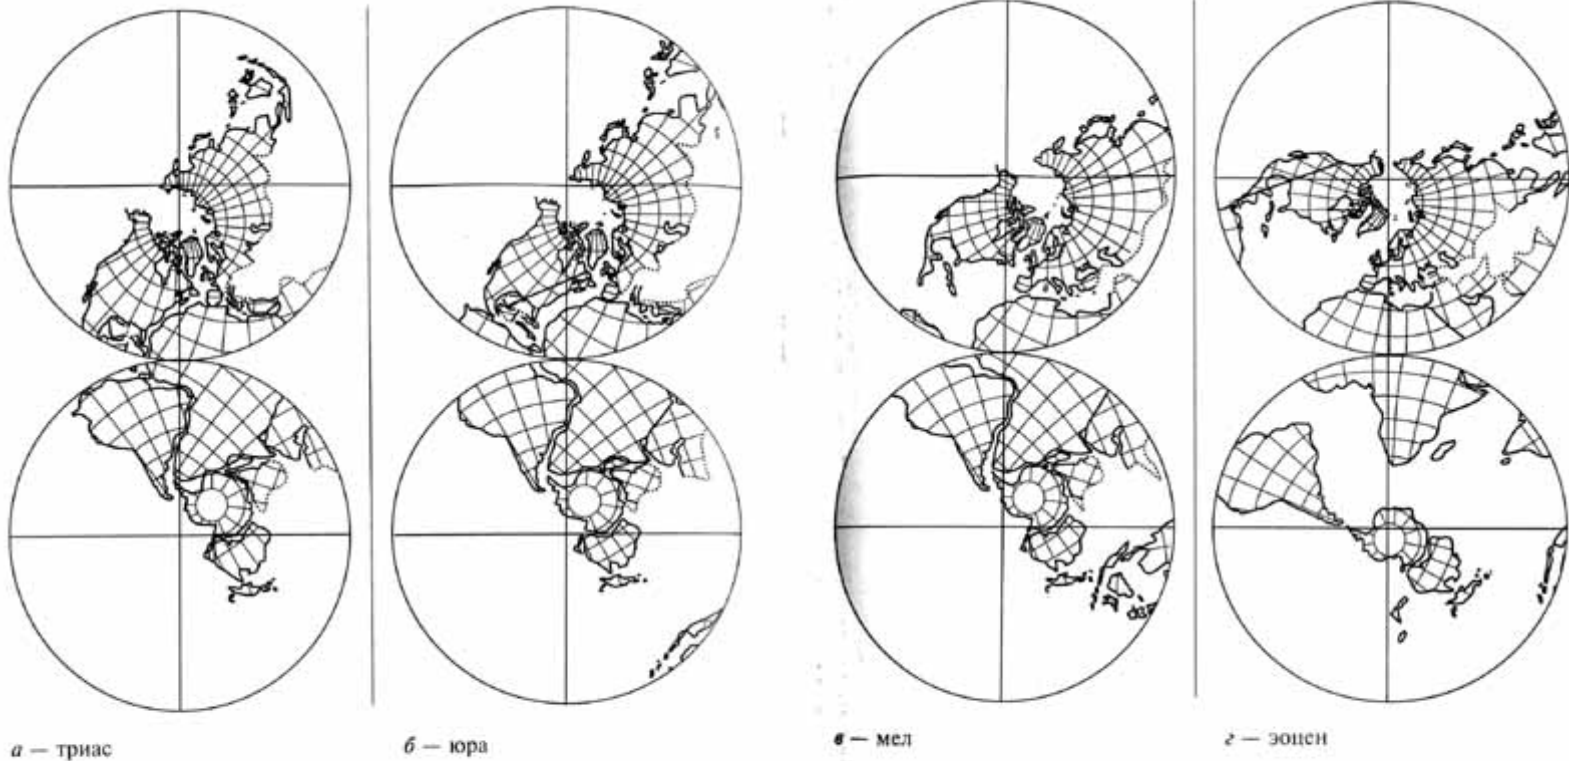 а — триас
б — юра
в — мел
г — эоцен